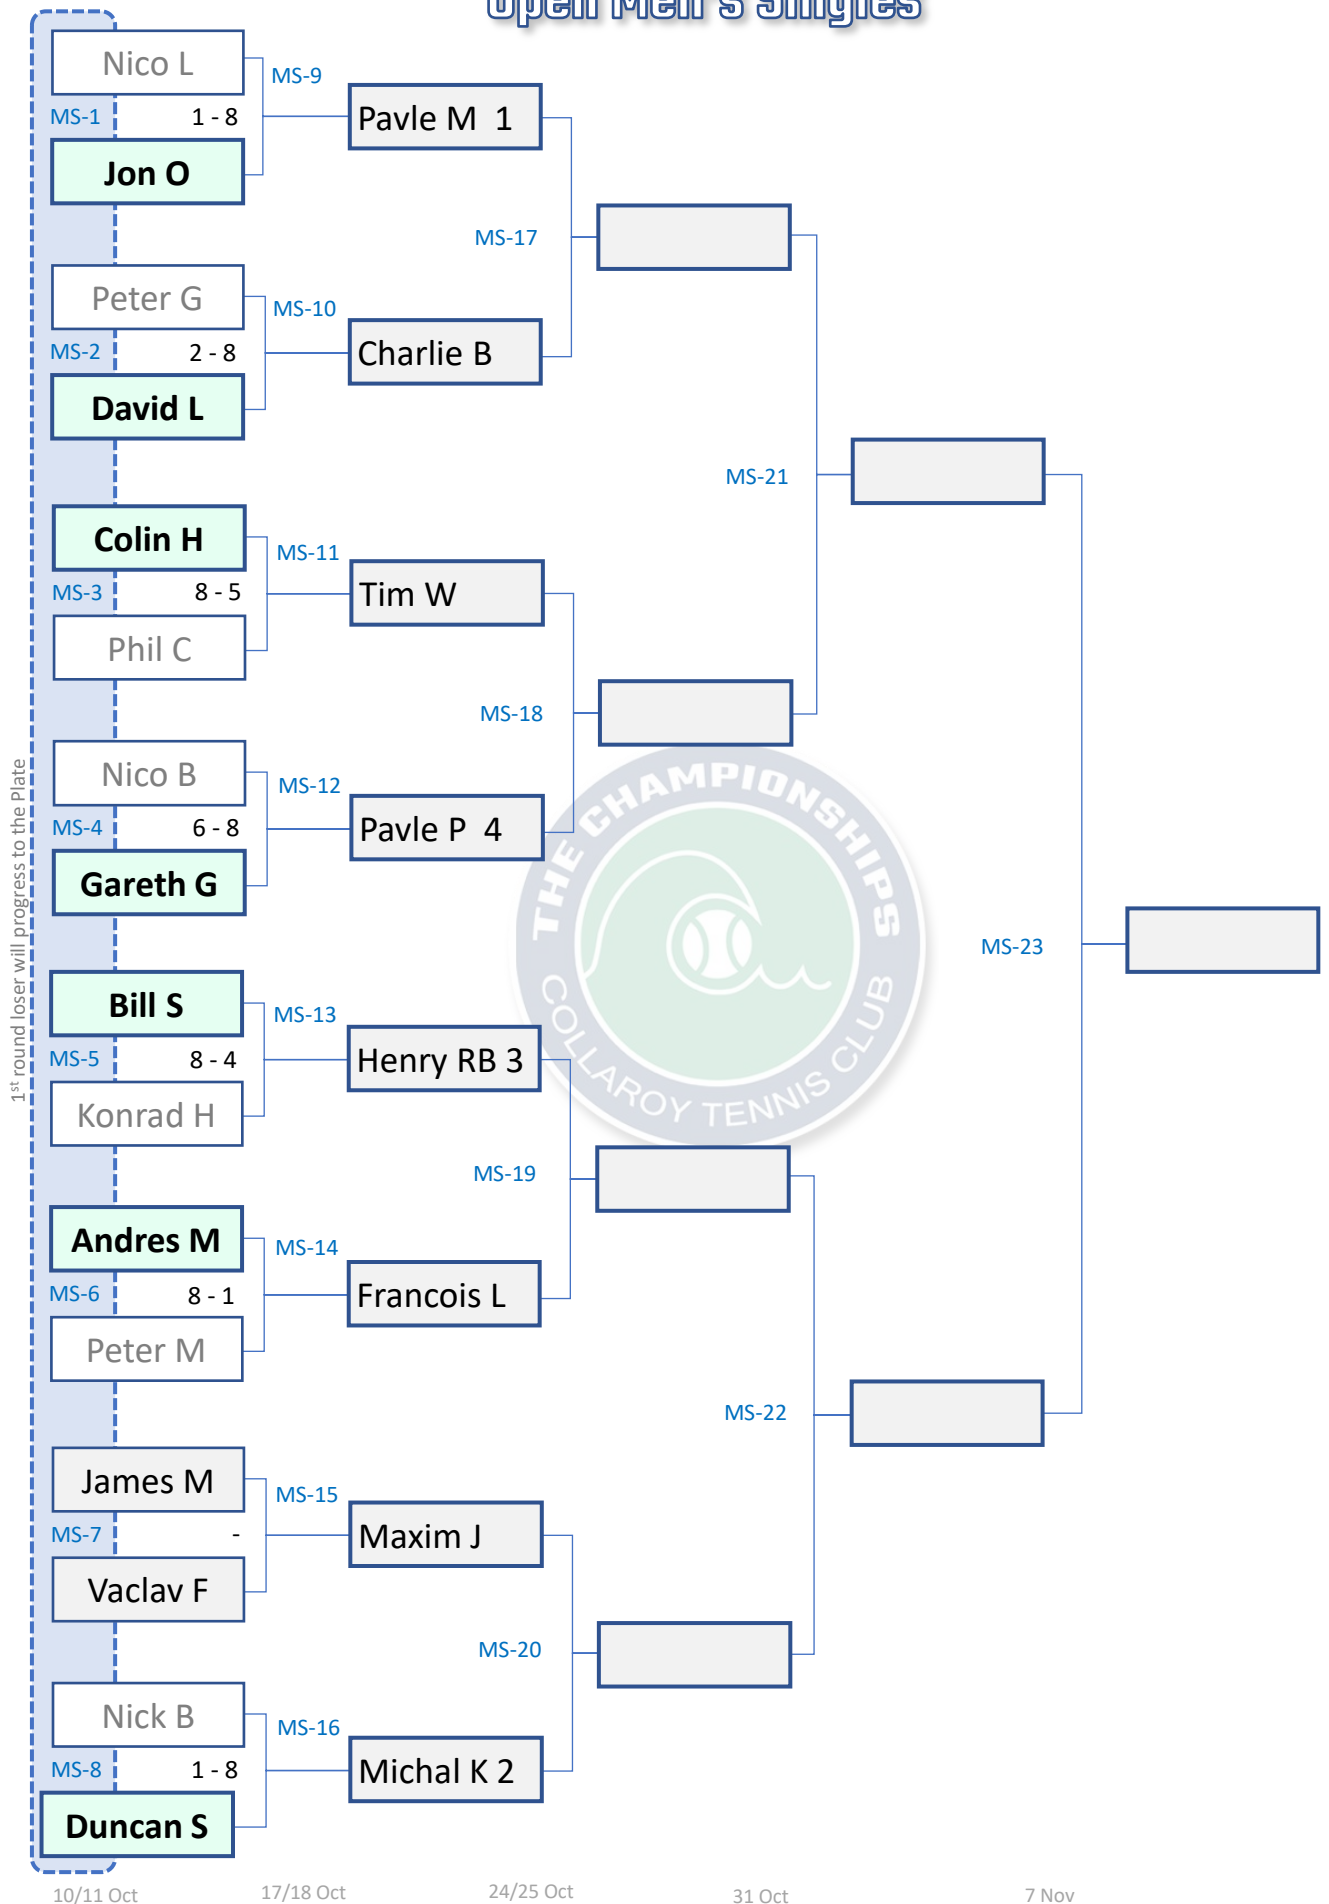 Open Men's Singles
Nico L
MS-9
MS-1
1 - 8
Pavle M 1
Jon O
MS-17
Peter G
MS-10
MS-2
2 - 8
Charlie B
David L
MS-21
Colin H
MS-11
MS-3
8 - 5
Tim W
Phil C
MS-18
Nico B
MS-12
MS-4
6 - 8
Pavle P 4
Gareth G
1st round loser will progress to the Plate
THE CHAMPIONSHIPS
COLLAROY TENNIS CLUB
MS-23
Bill S
MS-13
MS-5
8 - 4
Henry RB 3
Konrad H
MS-19
Andres M
MS-14
MS-6
8 - 1
Francois L
Peter M
MS-22
James M
MS-15
MS-7
-
Maxim J
Vaclav F
MS-20
Nick B
MS-16
MS-8
1 - 8
Michal K 2
Duncan S
10/11 Oct
17/18 Oct
24/25 Oct
31 Oct
7 Nov